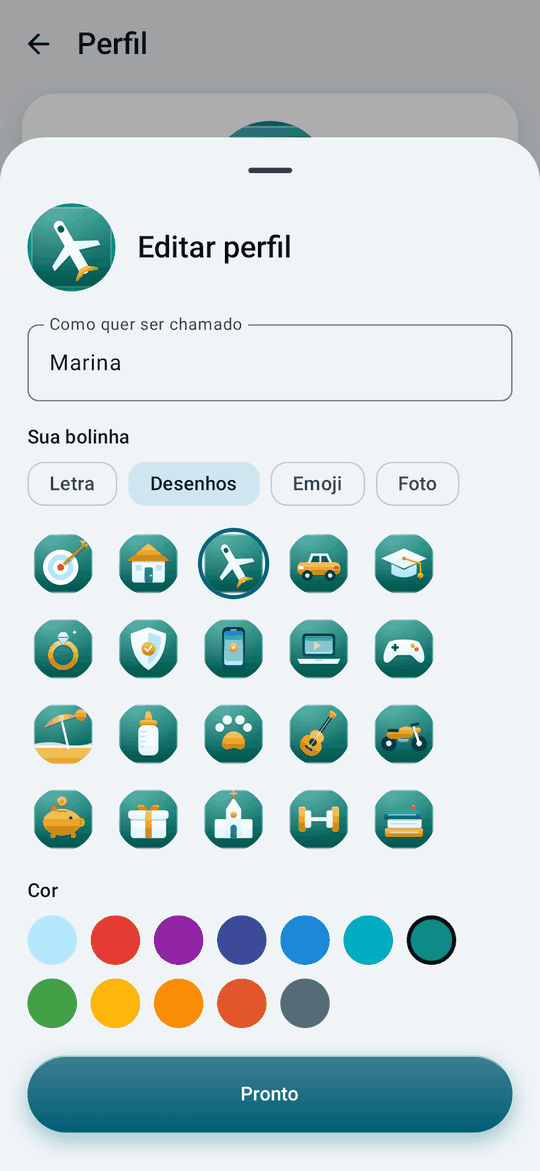 Perfil
Editar perfil
Como quer ser chamado
Marina
Sua bolinha
Letra
Desenhos
Emoji
Foto
Cor
Pronto